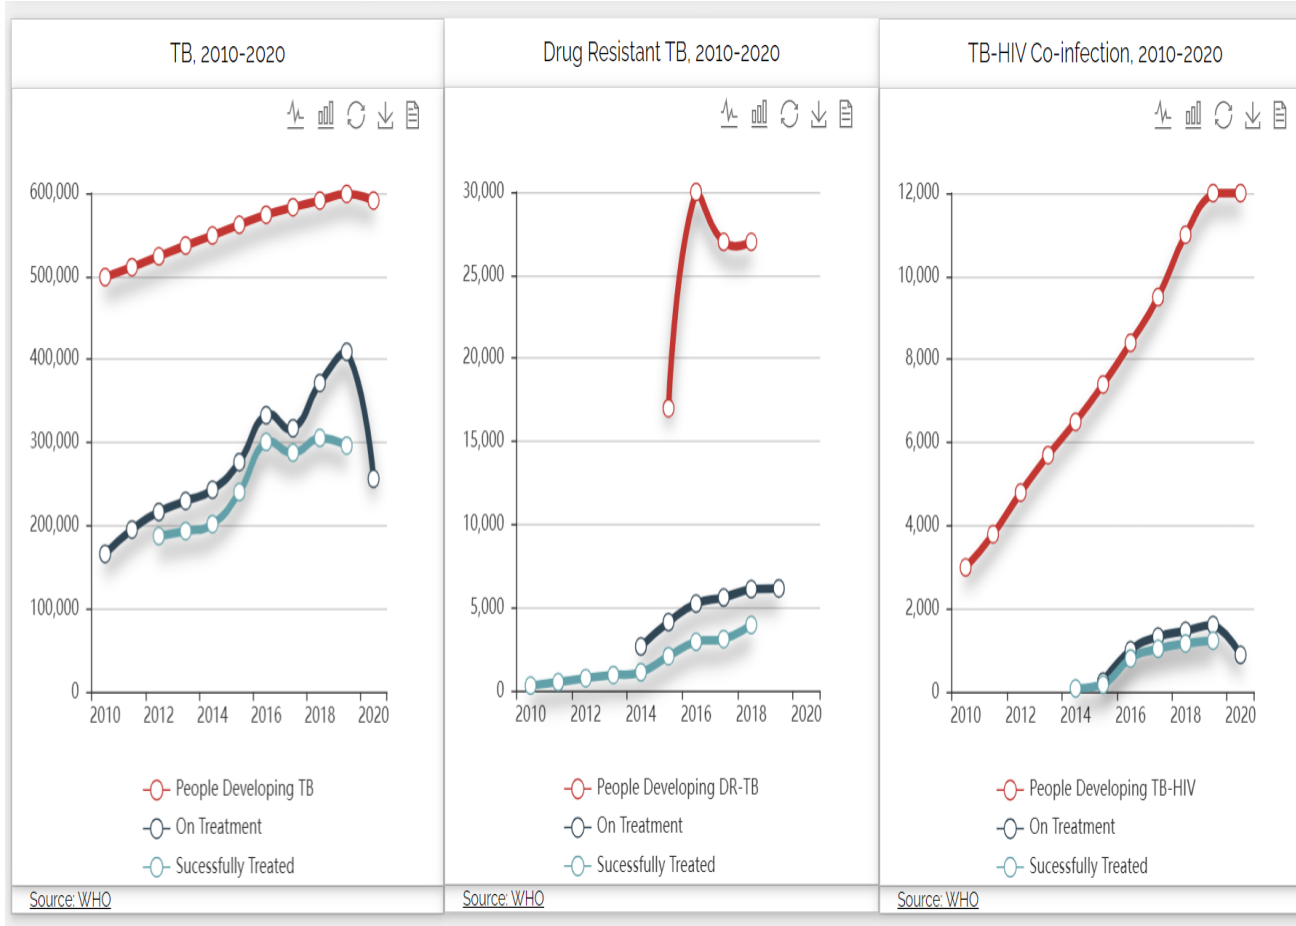 TB, 2010-2020
600,000
500,000
400,000
300,000
200,000
100,000
0
2010 2012 2014 2016 2018 2020
People Developing TB
On Treatment
Sucessfully Treated
Source: WHO
Drug Resistant TB, 2010-2020
30,000
25,000
20,000
15,000
10,000
5,000
0
2010 2012 2014 2016 2018 2020
People Developing DR-TB
On Treatment
Sucessfully Treated
Source: WHO
TB-HIV Co-infection, 2010-2020
12,000
10,000
8,000
6,000
4,000
2,000
0
2010 2012 2014 2016 2018 2020
People Developing TB-HIV
On Treatment
Sucessfully Treated
Source: WHO